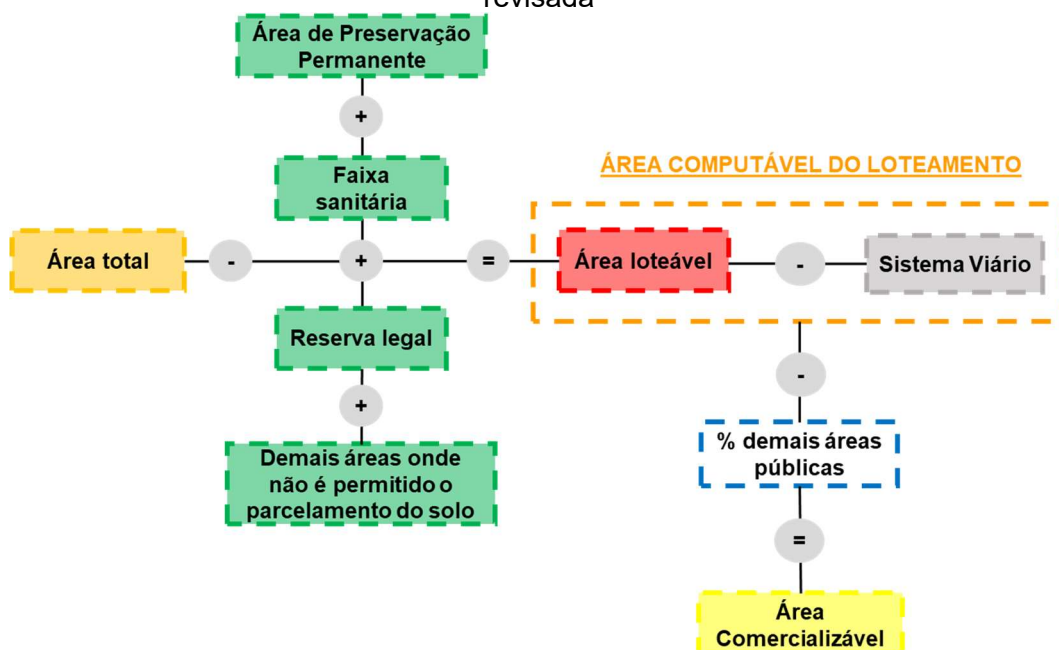 revisada
Área de Preservação
Permanente
+
Faixa
sanitária
ÁREA COMPUTÁVEL DO LOTEAMENTO
Área total
-
+
=
Área loteável
-
Sistema Viário
Reserva legal
+
Demais áreas onde
não é permitido o
parcelamento do solo
-
% demais áreas
públicas
=
Área
Comercializável